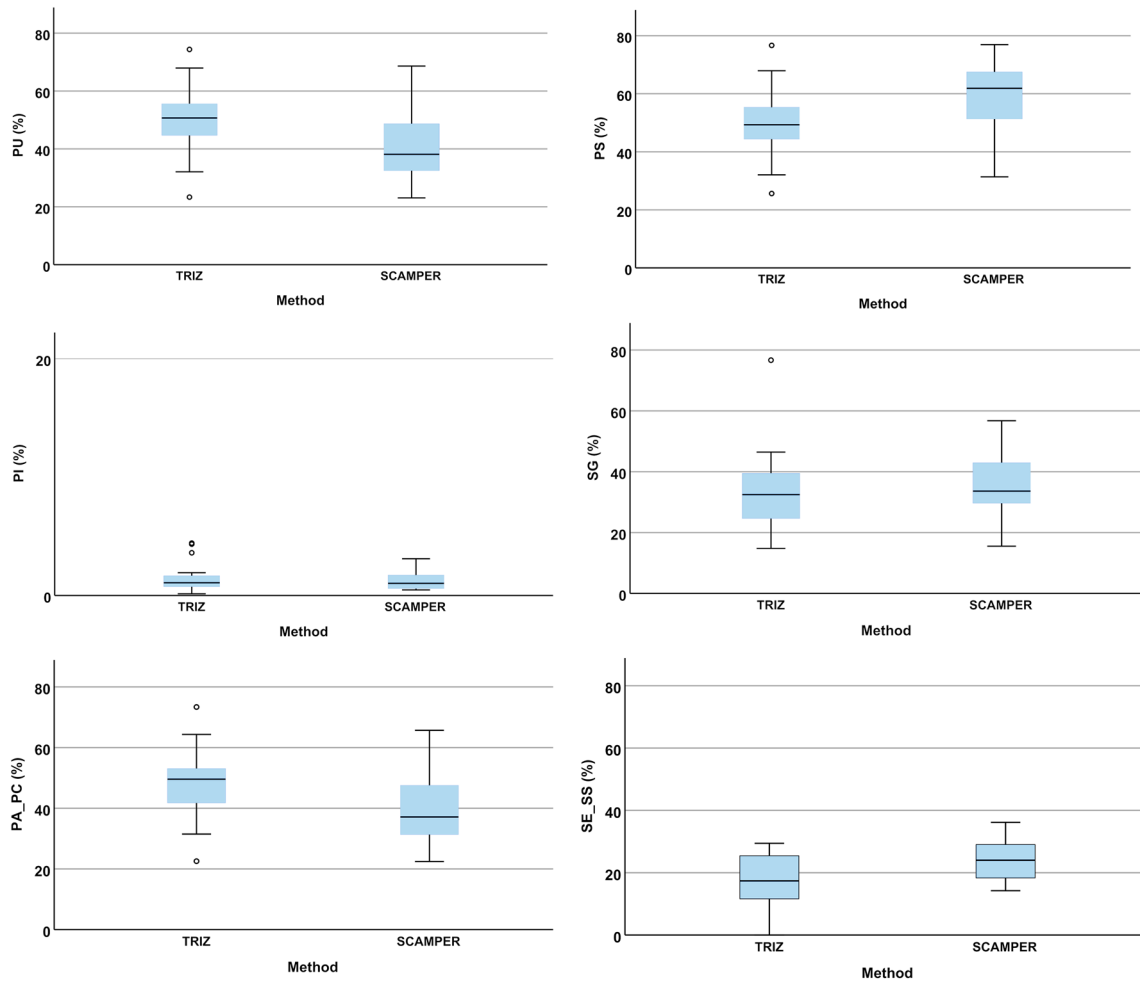 PU (%)
80
60
40
20
0
TRIZ SCAMPER
Method
PS (%)
80
60
40
20
0
TRIZ SCAMPER
Method
PI (%)
20
0
TRIZ SCAMPER
Method
SG (%)
80
60
40
20
0
TRIZ SCAMPER
Method
PA_PC (%)
80
60
40
20
0
TRIZ SCAMPER
Method
SE_SS (%)
80
60
40
20
0
TRIZ SCAMPER
Method